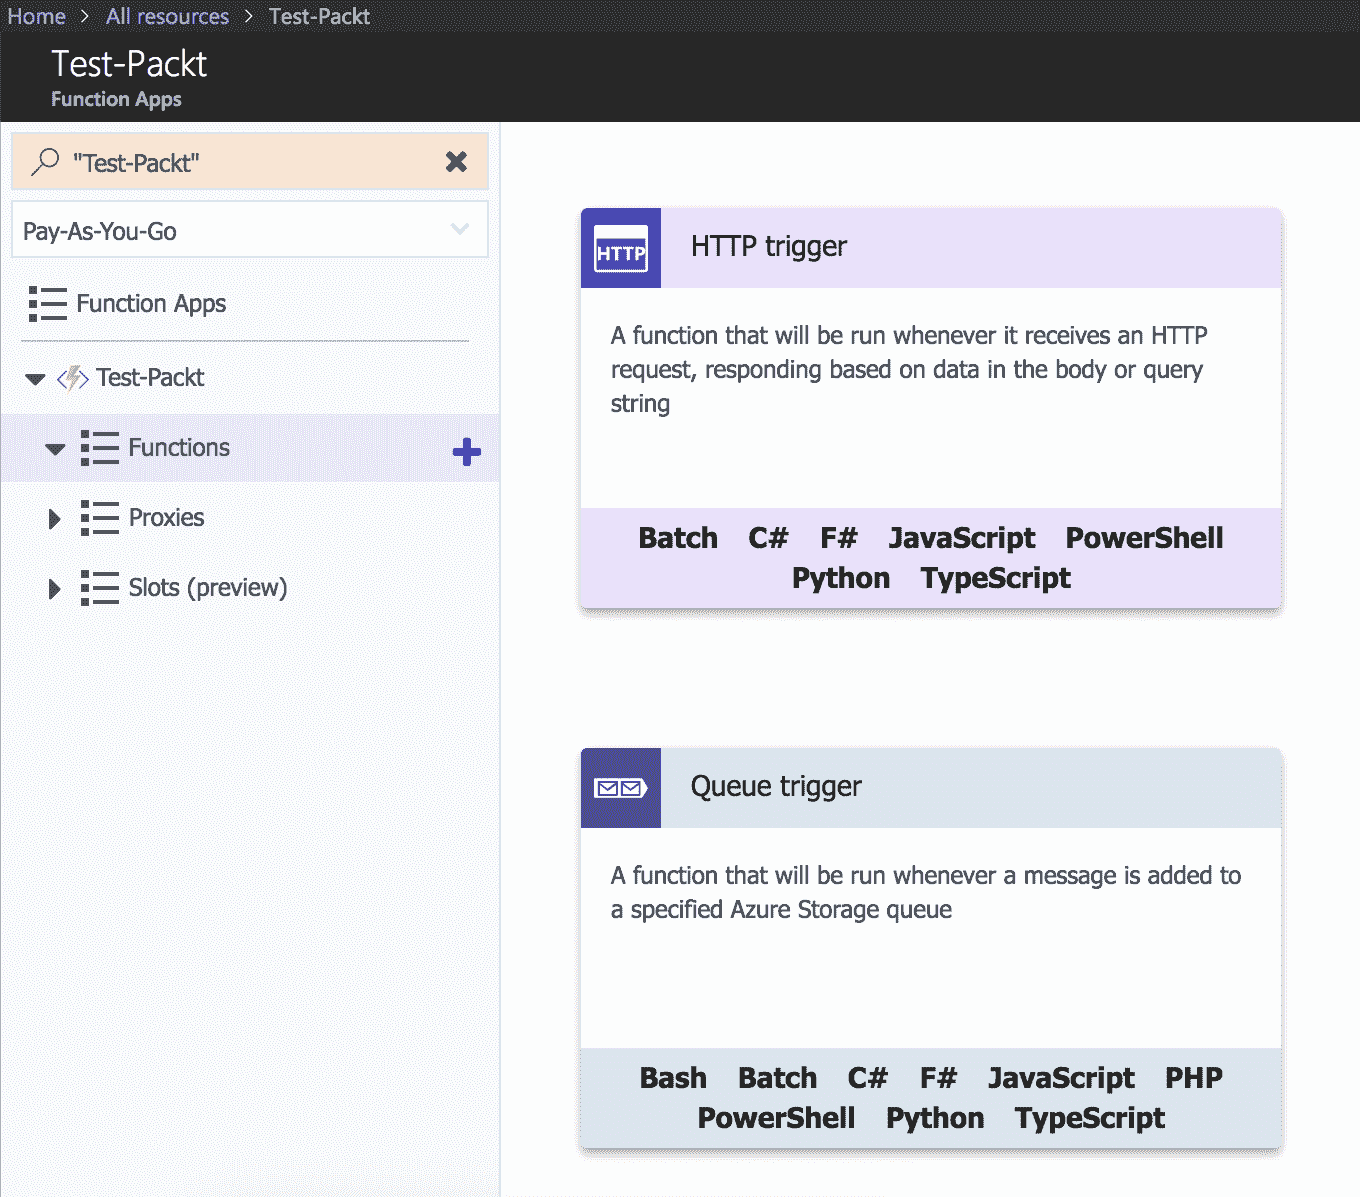 Home > All resources > Test-Packt
Test-Packt
Function Apps
"Test-Packt"
Pay-As-You-Go
Function Apps
Test-Packt
Functions
Proxies
Slots (preview)
HTTP
HTTP trigger
A function that will be run whenever it receives an HTTP
request, responding based on data in the body or query
string
Batch C# F# JavaScript PowerShell
Python TypeScript
Queue trigger
A function that will be run whenever a message is added to
a specified Azure Storage queue
Bash Batch C# F# JavaScript PHP
PowerShell Python TypeScript